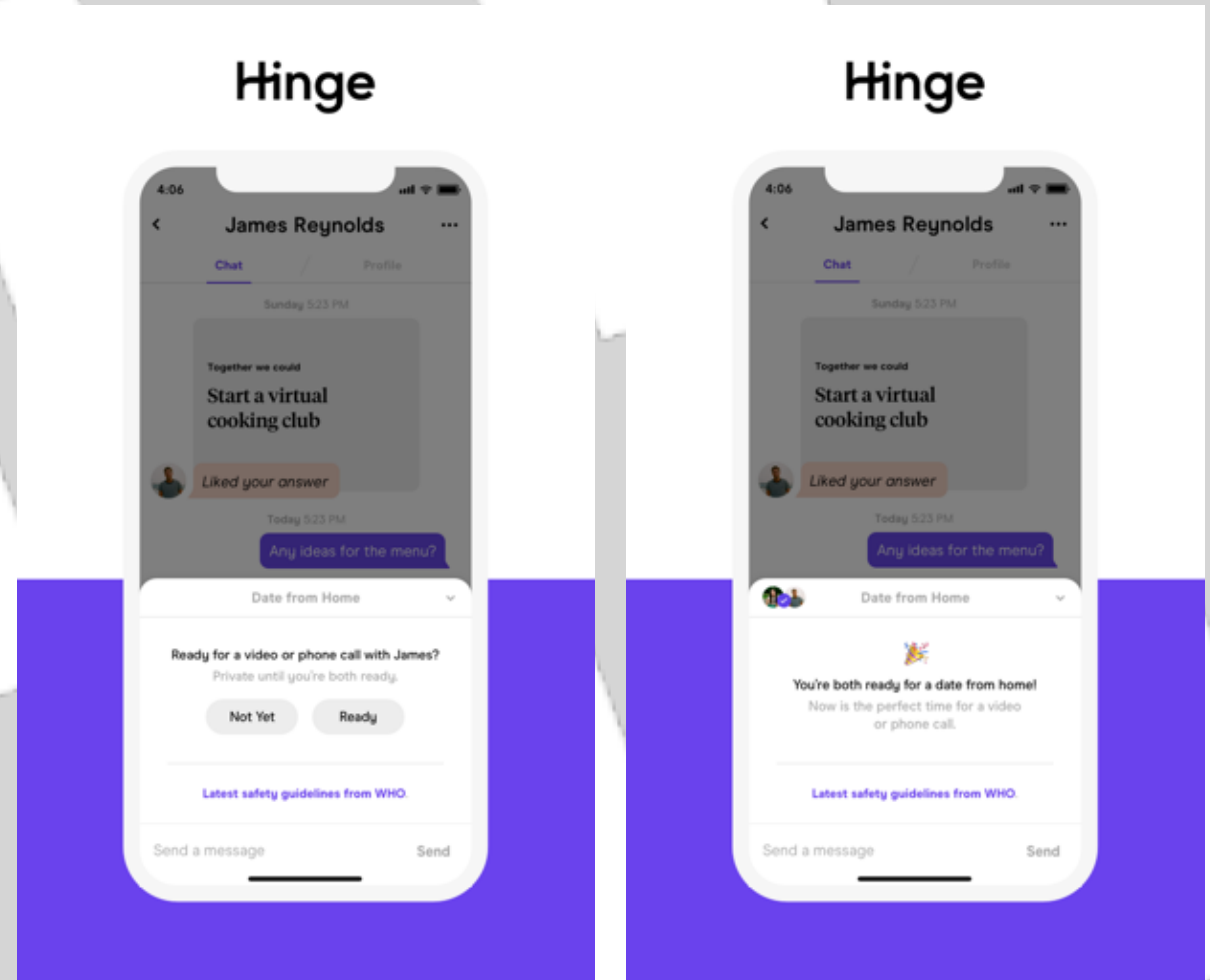 Hinge
4:06
James Reynolds
Chat
Profile
Sunday 5:23 PM
Together we could
Start a virtual
cooking club
Liked your answer
Today 5:23 PM
Any ideas for the menu?
Date from Home
Ready for a video or phone call with James?
Private until you're both ready.
Not Yet
Ready
Latest safety guidelines from WHO.
Send a message
Send
Hinge
4:06
James Reynolds
Chat
Profile
Sunday 5:23 PM
Together we could
Start a virtual
cooking club
Liked your answer
Today 5:23 PM
Any ideas for the menu?
Date from Home
You're both ready for a date from home!
Now is the perfect time for a video
or phone call.
Latest safety guidelines from WHO.
Send a message
Send